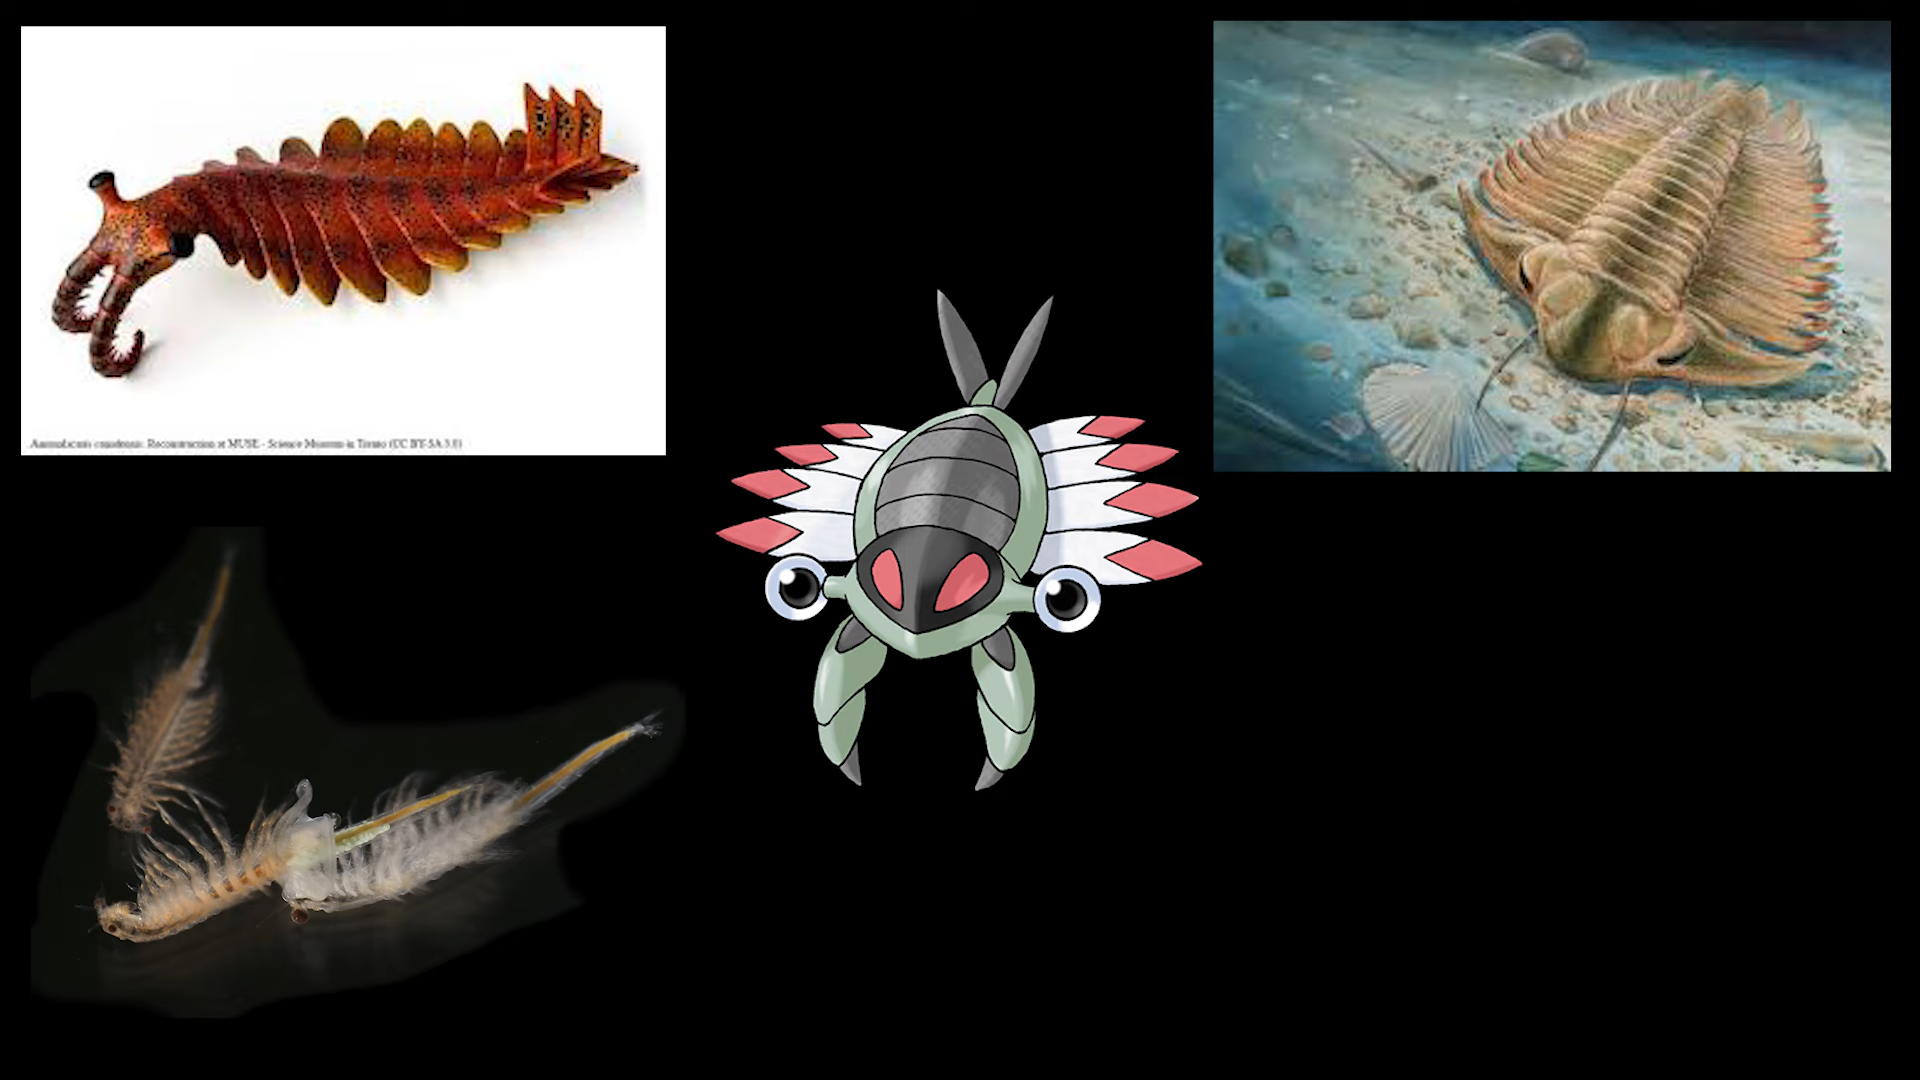 Anomalocaris canadensis: Reconstruction at MUSE - Science Museum in Trento (CC BY-SA 3.0)